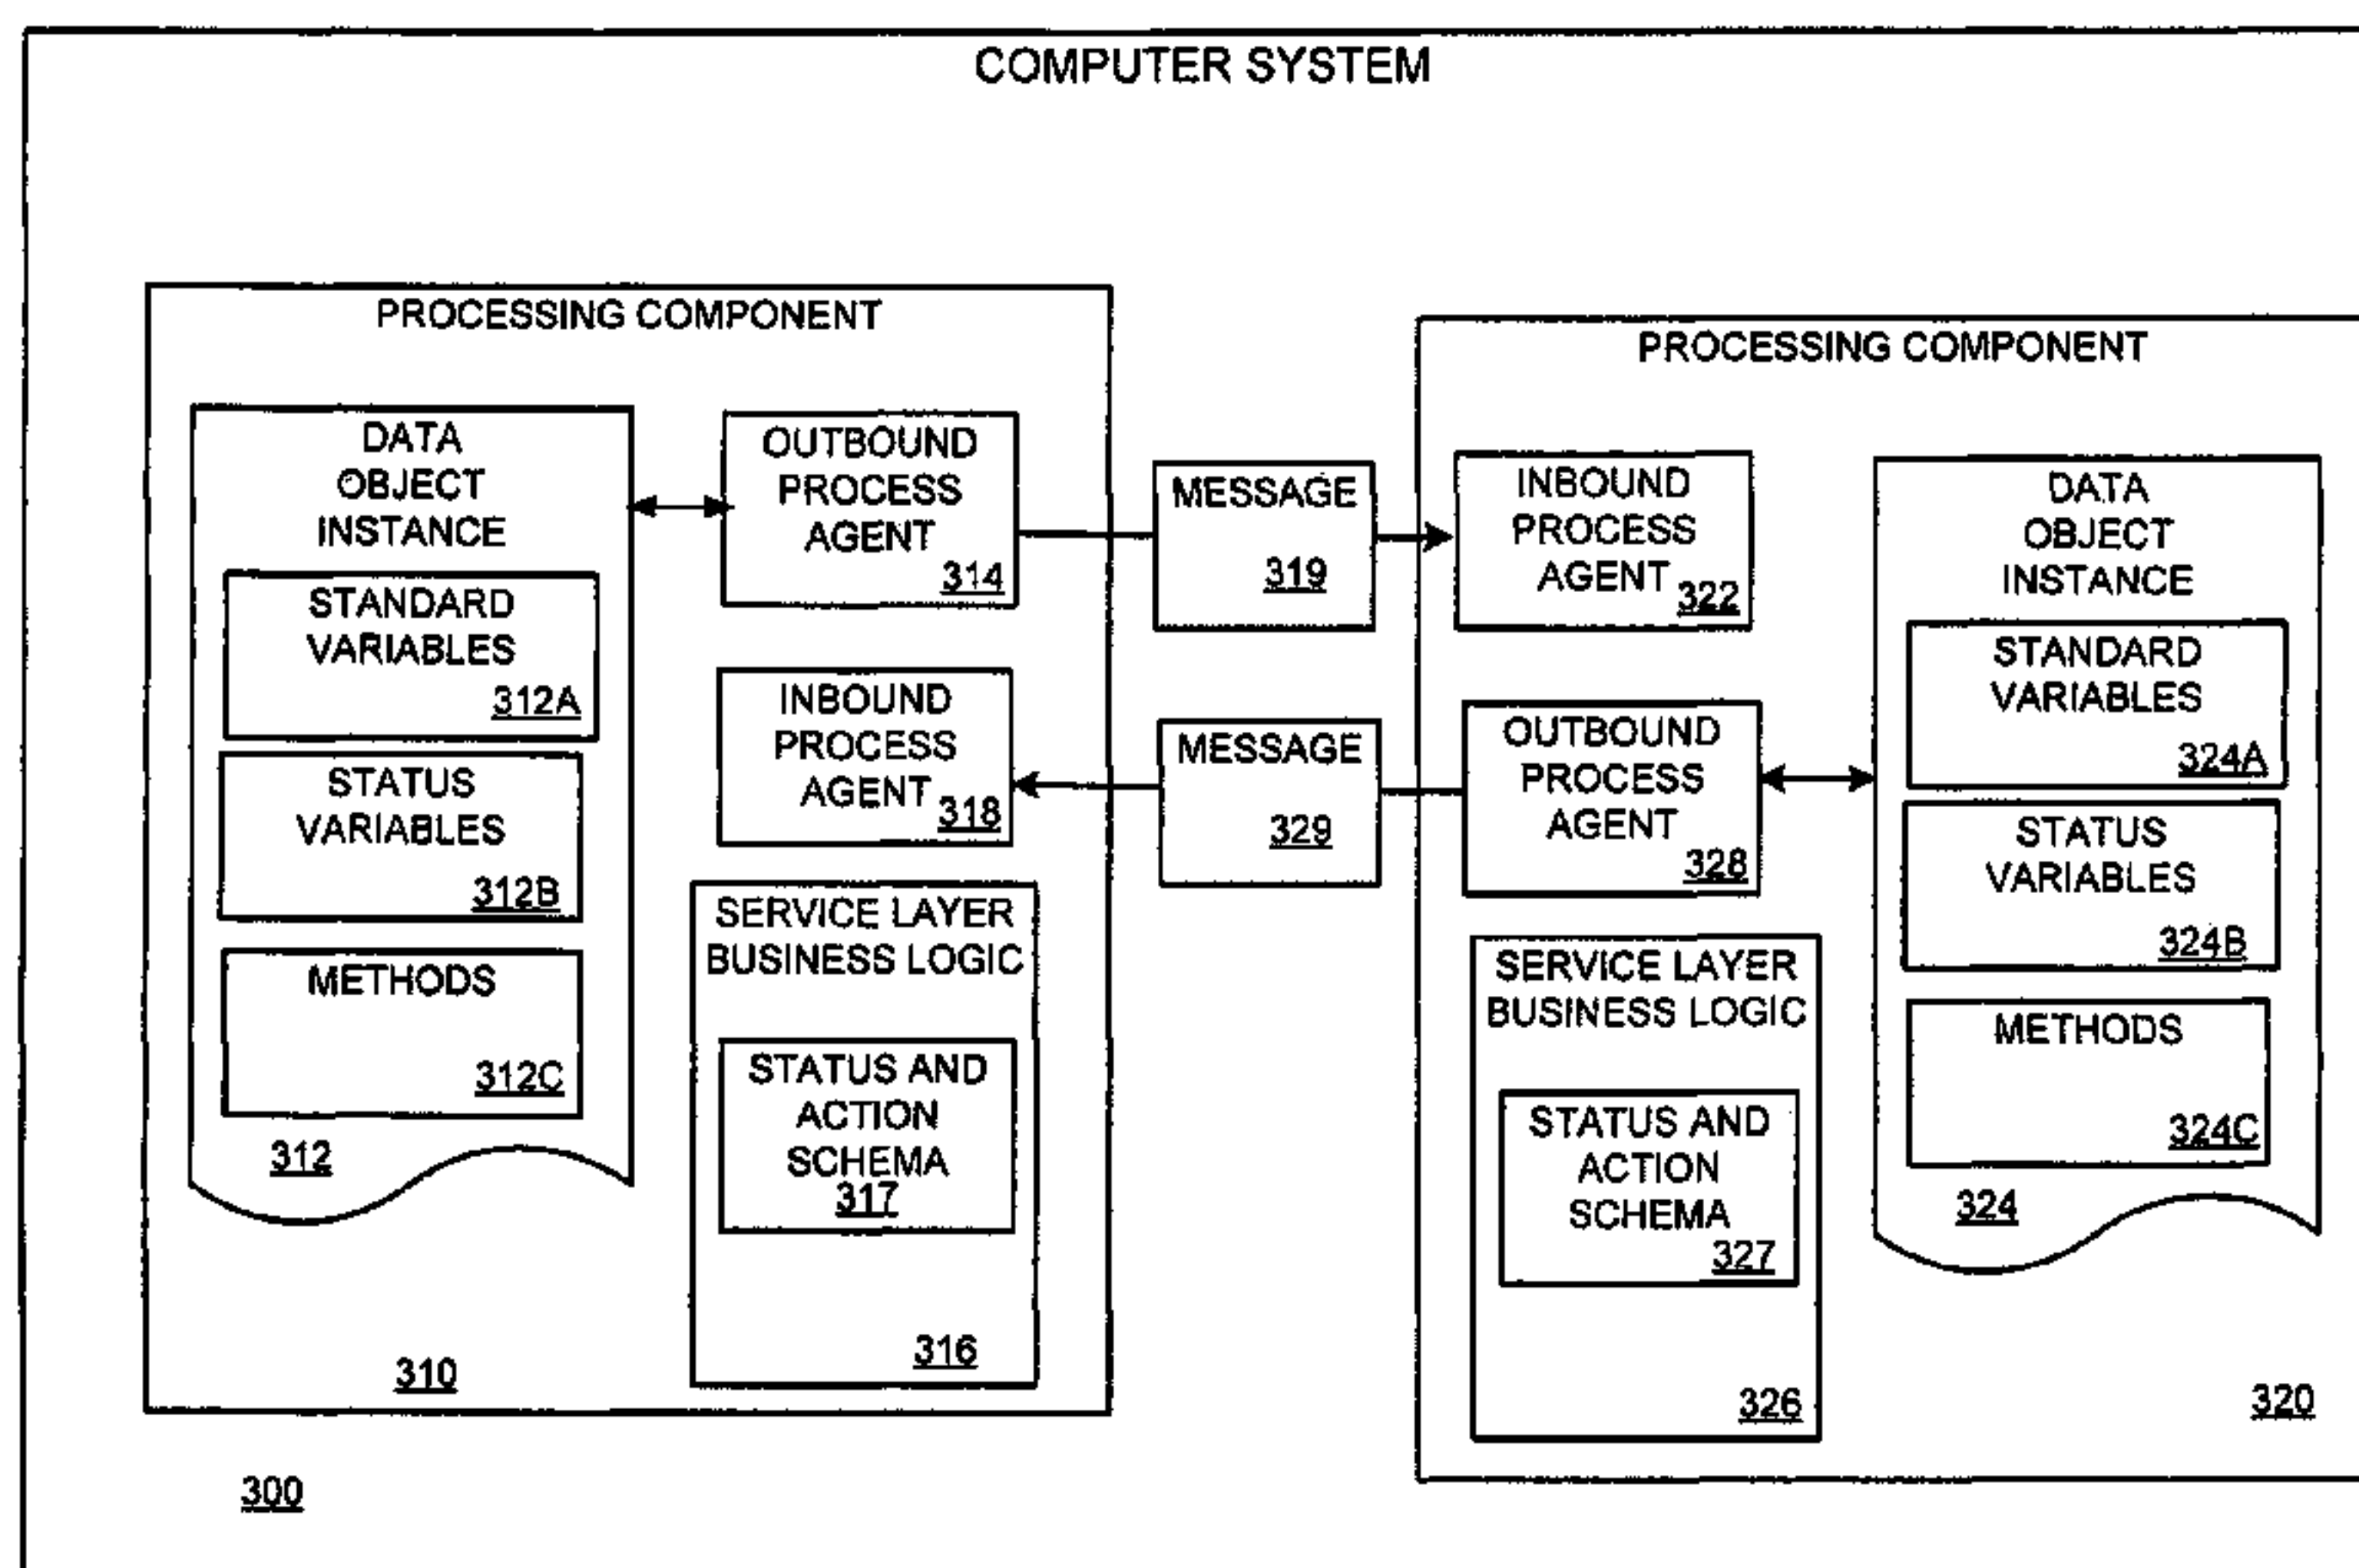 COMPUTER SYSTEM
PROCESSING COMPONENT
DATA
OBJECT
INSTANCE
STANDARD
VARIABLES
312A
STATUS
VARIABLES
312B
METHODS
312C
312
OUTBOUND
PROCESS
AGENT
314
INBOUND
PROCESS
AGENT
318
SERVICE LAYER
BUSINESS LOGIC
STATUS AND
ACTION
SCHEMA
317
316
310
MESSAGE
319
MESSAGE
329
PROCESSING COMPONENT
INBOUND
PROCESS
AGENT
322
OUTBOUND
PROCESS
AGENT
328
SERVICE LAYER
BUSINESS LOGIC
STATUS AND
ACTION
SCHEMA
327
326
DATA
OBJECT
INSTANCE
STANDARD
VARIABLES
324A
STATUS
VARIABLES
324B
METHODS
324C
324
320
300